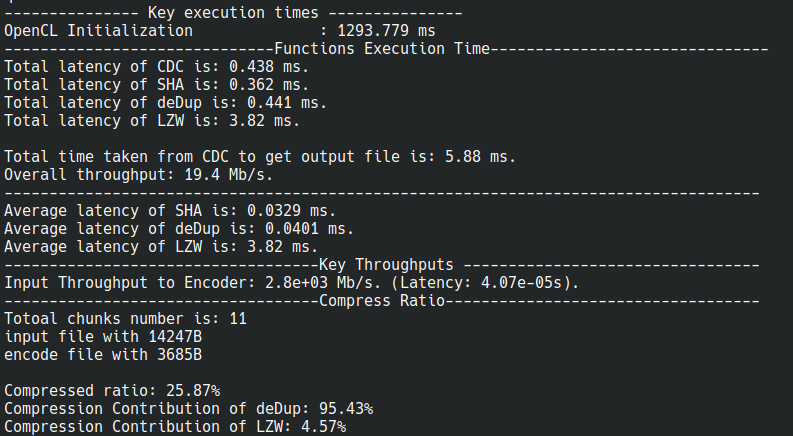 --------------- Key execution times ---------------
OpenCL Initialization              : 1293.779 ms
------------------------------Functions Execution Time-------------------------------
Total latency of CDC is: 0.438 ms.
Total latency of SHA is: 0.362 ms.
Total latency of deDup is: 0.441 ms.
Total latency of LZW is: 3.82 ms.
Total time taken from CDC to get output file is: 5.88 ms.
Overall throughput: 19.4 Mb/s.
------------------------------------------------------------------------------------
Average latency of SHA is: 0.0329 ms.
Average latency of deDup is: 0.0401 ms.
Average latency of LZW is: 3.82 ms.
-----------------------------------Key Throughputs ---------------------------------
Input Throughput to Encoder: 2.8e+03 Mb/s. (Latency: 4.07e-05s).
-----------------------------------Compress Ratio-----------------------------------
Totoal chunks number is: 11
input file with 14247B
encode file with 3685B
Compressed ratio: 25.87%
Compression Contribution of deDup: 95.43%
Compression Contribution of LZW: 4.57%